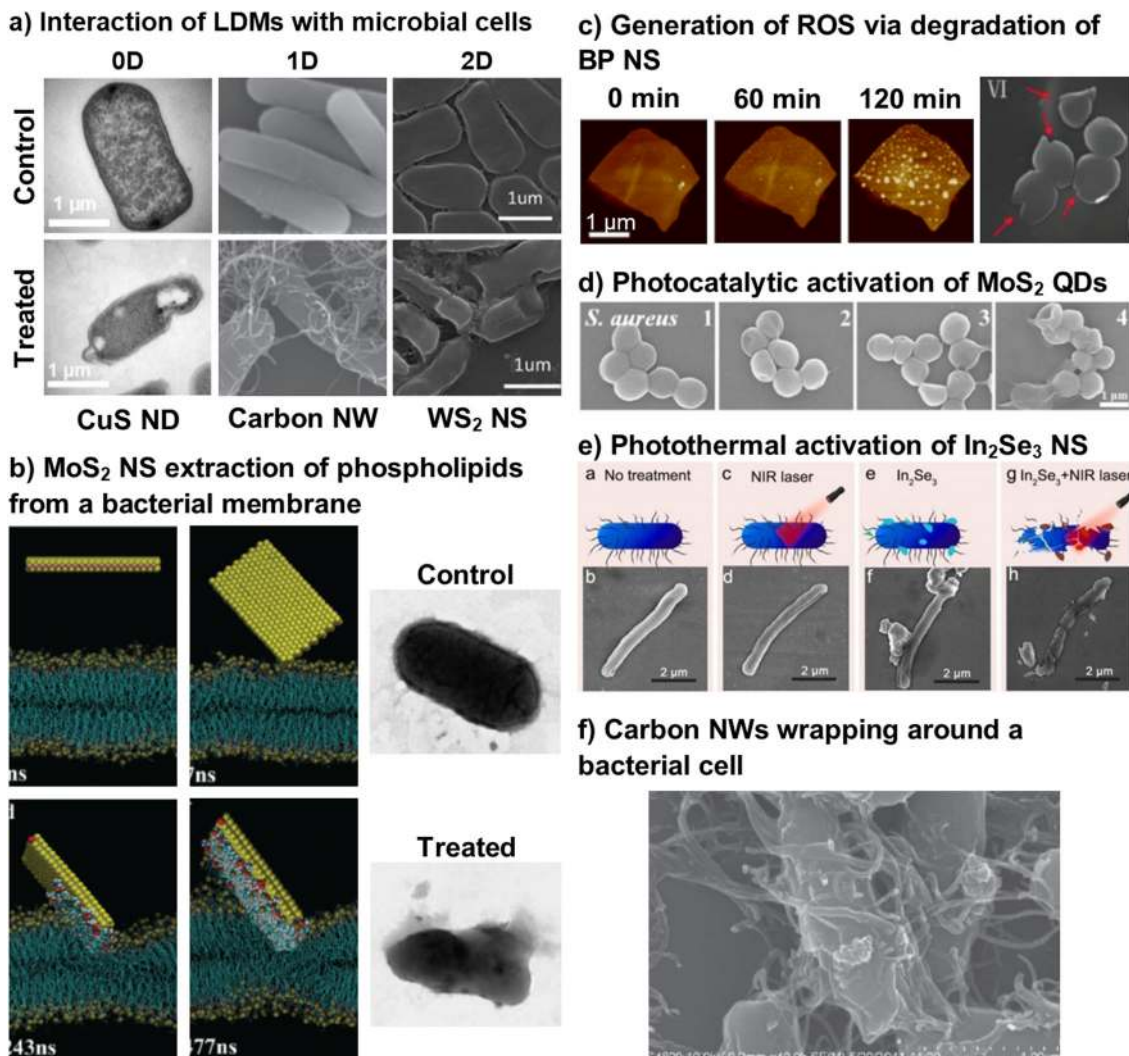 a) Interaction of LDMs with microbial cells
0D 1D 2D
Control
1 µm
1um
Treated
1 µm
1um
CuS ND Carbon NW WS₂ NS
b) MoS₂ NS extraction of phospholipids
from a bacterial membrane
ns
7ns
Control
243ns
377ns
Treated
c) Generation of ROS via degradation of
BP NS
0 min 60 min 120 min
VI
1 µm
d) Photocatalytic activation of MoS₂ QDs
S. aureus 1 2 3 4
1 µm
e) Photothermal activation of In₂Se₃ NS
a No treatment c NIR laser e In₂Se₃ g In₂Se₃+NIR laser
b d f h
2 µm 2 µm 2 µm 2 µm
f) Carbon NWs wrapping around a
bacterial cell